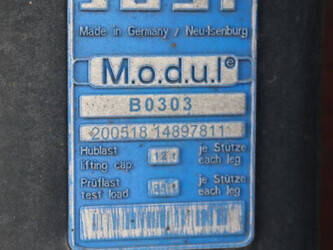 Made in Germany / Neu-Isenburg
M.o.d.u.l e
B0303
200518 14897811
Hublast je Stütze
lifting cap. 12 t each leg
Prüflast je Stütze
test load each leg